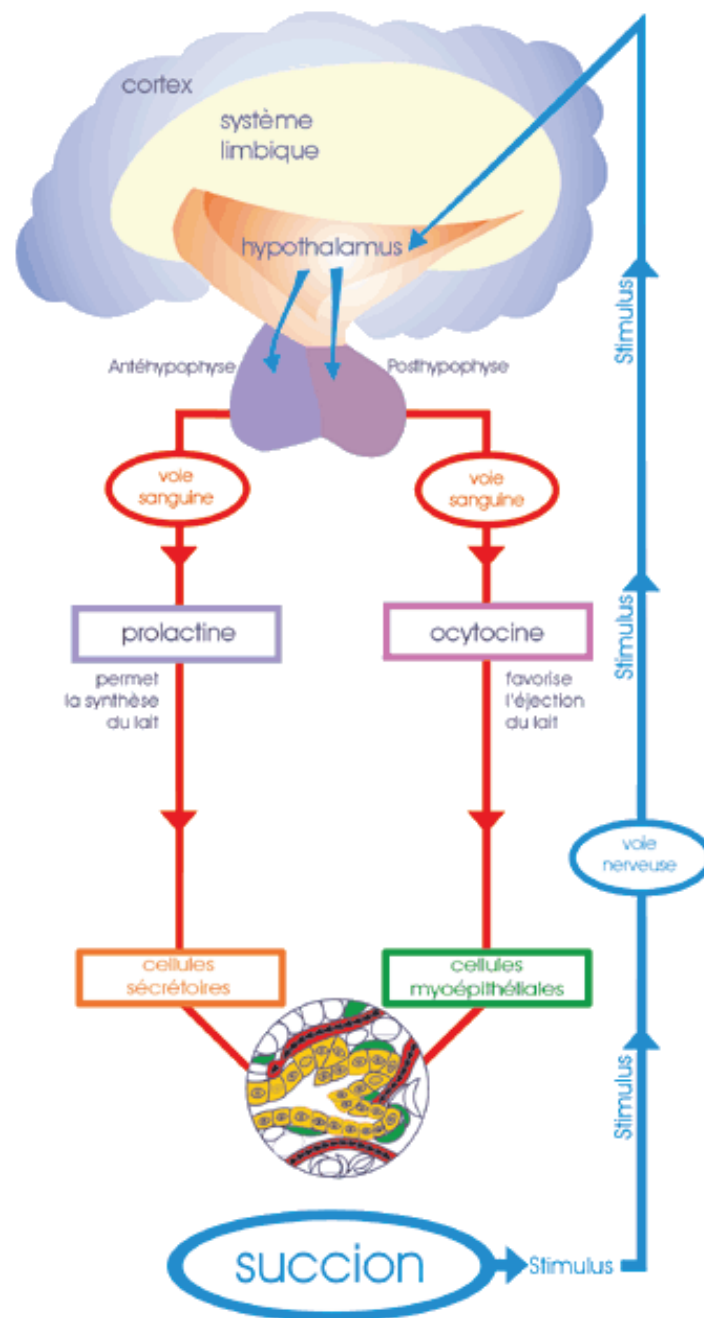 cortex
système
limbique
hypothalamus
Antéhypophyse
Posthypophyse
voie
sanguine
voie
sanguine
prolactine
ocytocine
permet
la synthèse
du lait
favorise
l'éjection
du lait
cellules
sécrétoires
cellules
myoépithéliales
succion
Stimulus
Stimulus
voie
nerveuse
Stimulus
Stimulus